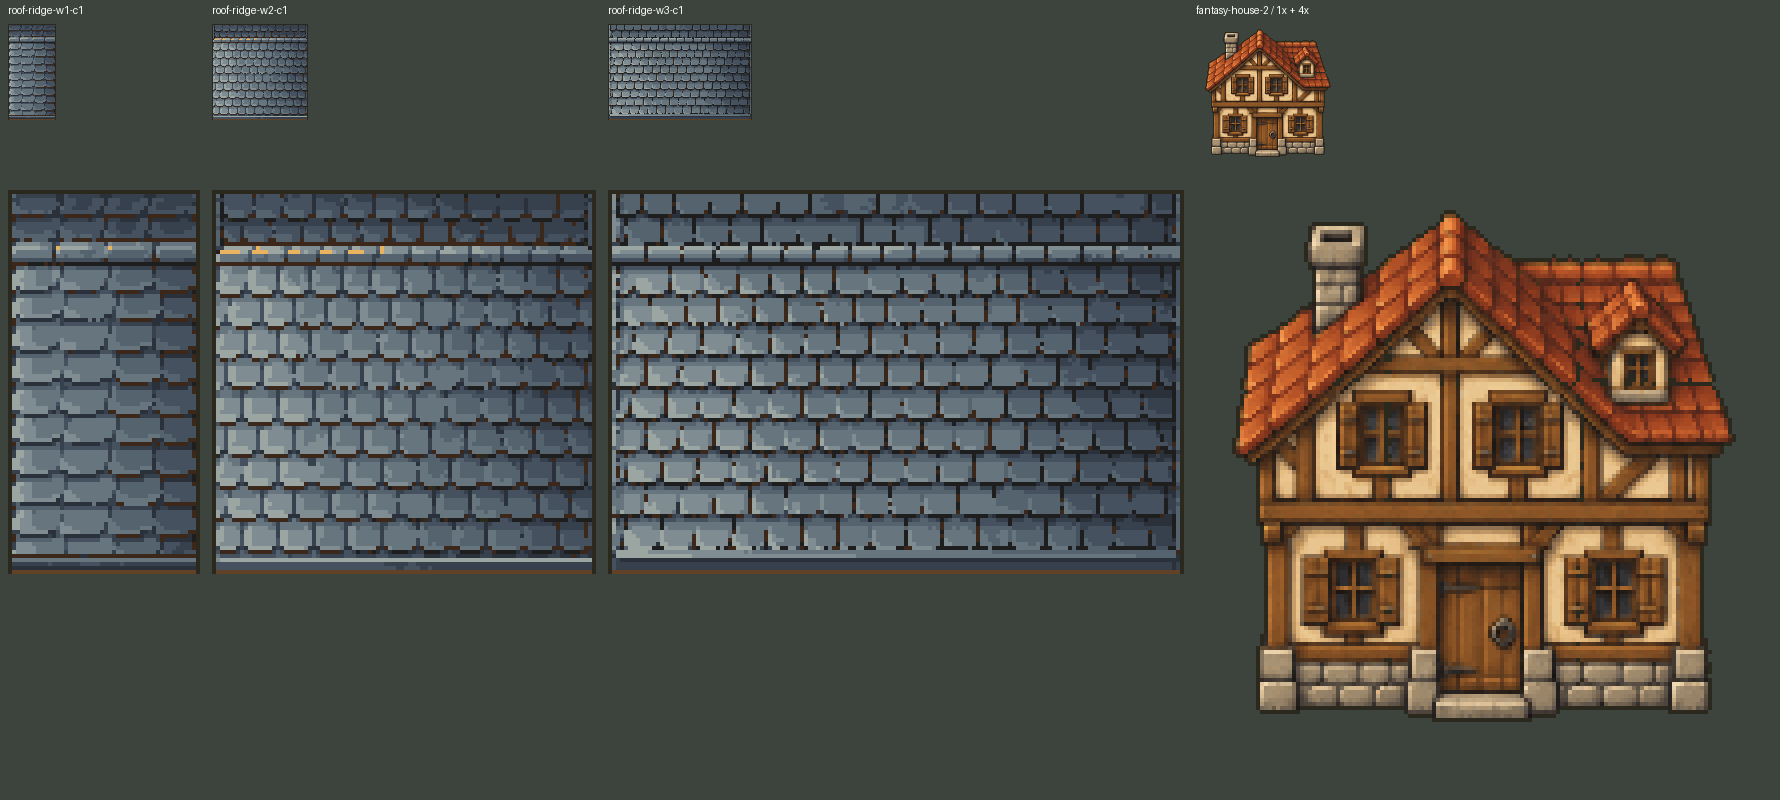 roof-ridge-w1-c1
roof-ridge-w2-c1
roof-ridge-w3-c1
fantasy-house-2 / 1x + 4x